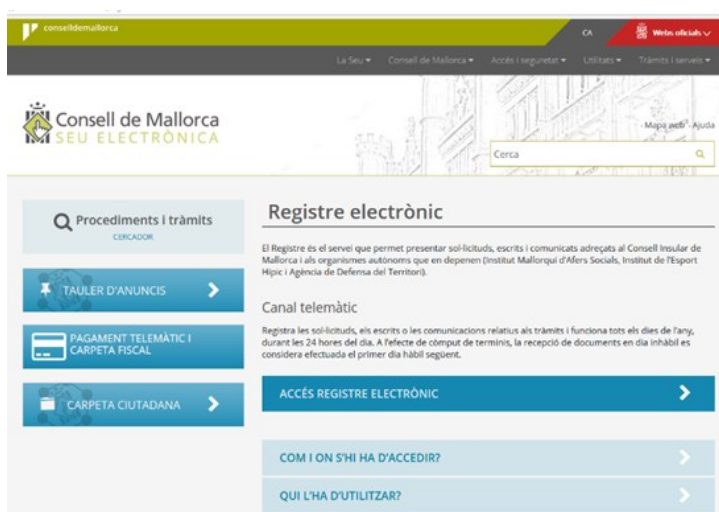 conselldemallorca
CA
Webs oficials
La Seu
Consell de Mallorca
Accés i seguretat
Utilitats
Tràmits i serveis
Consell de Mallorca
SEU ELECTRÒNICA
Mapa web - Ajuda
Cerca
Procediments i tràmits
CERCADOR
TAULER D'ANUNCIS
PAGAMENT TELEMÀTIC I
CARPETA FISCAL
CARPETA CIUTADANA
Registre electrònic
El Registre és el servei que permet presentar sol·licituds, escrits i comunicats adreçats al Consell Insular de
Mallorca i als organismes autònoms que en depenen (Institut Mallorquí d'Afers Socials, Institut de l'Esport
Hípic i Agència de Defensa del Territori).
Canal telemàtic
Registra les sol·licituds, els escrits o les comunicacions relatius als tràmits i funciona tots els dies de l'any,
durant les 24 hores del dia. A l'efecte de còmput de terminis, la recepció de documents en dia inhàbil es
considera efectuada el primer dia hàbil següent.
ACCÉS REGISTRE ELECTRÒNIC
COM I ON S'HI HA D'ACCEDIR?
QUI L'HA D'UTILITZAR?